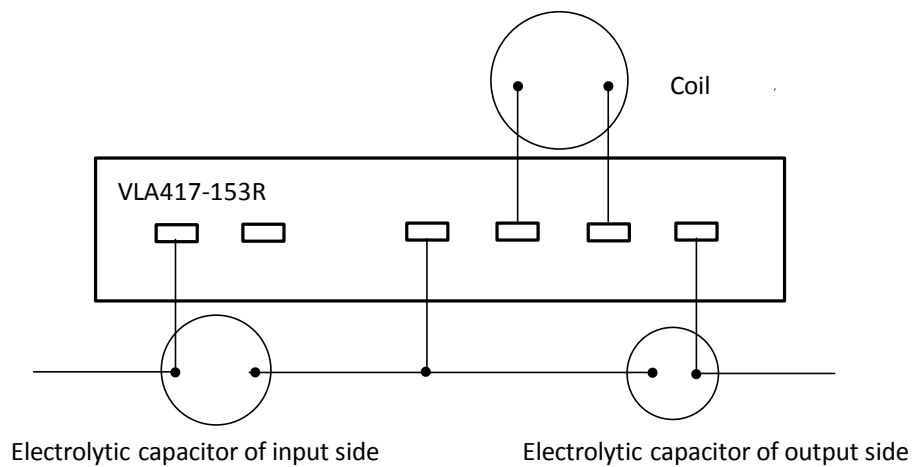 Coil
VLA417-153R
Electrolytic capacitor of input side
Electrolytic capacitor of output side